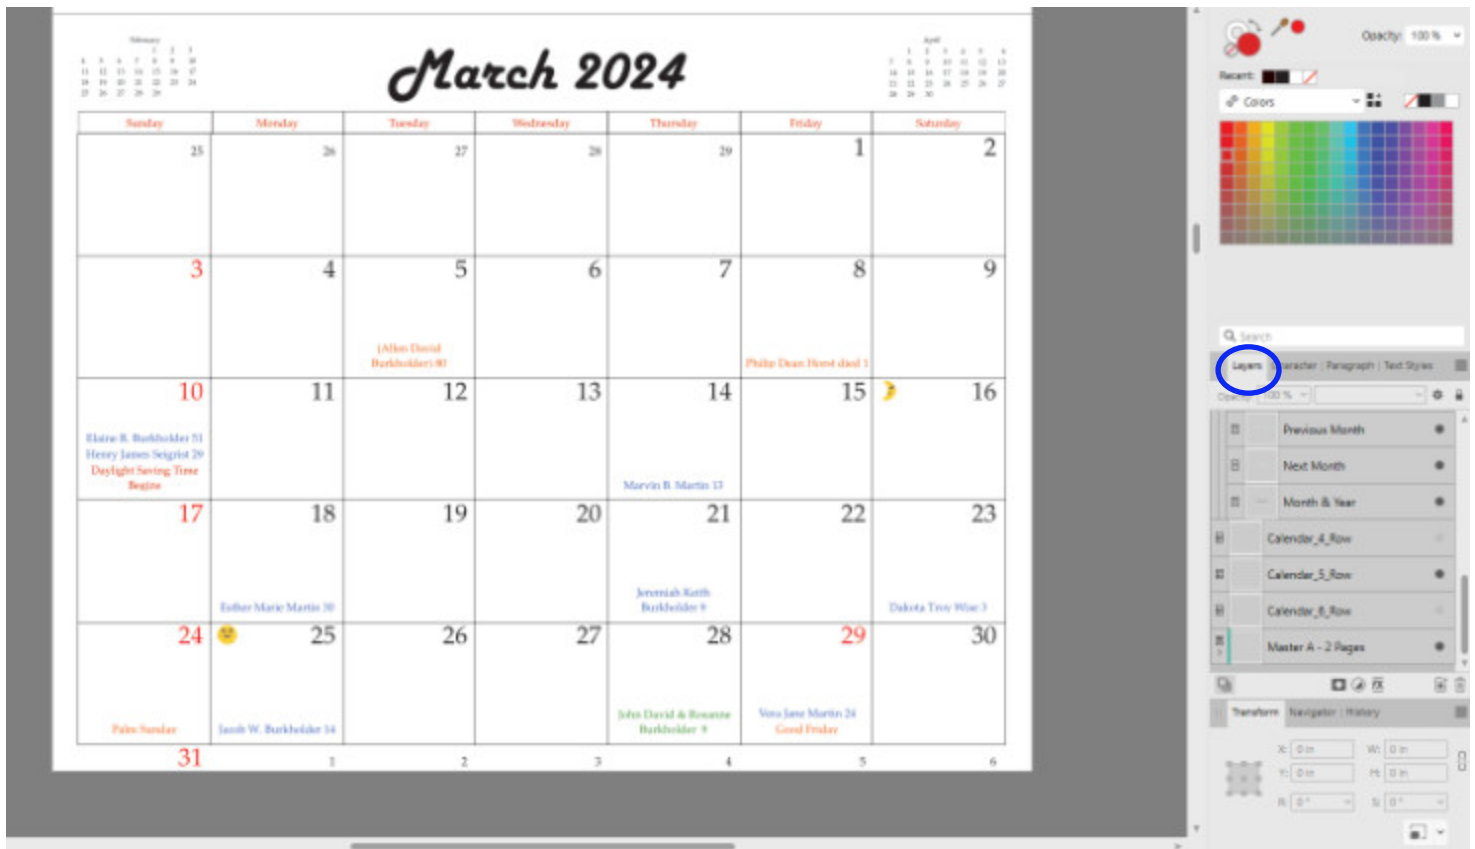 February
March 2024
April
Sunday Monday Tuesday Wednesday Thursday Friday Saturday
25 26 27 28 29 1 2
3 4 5 6 7 8 9
(Allen David
Burkholder) 80
Philip Dean Horst died 1
10 11 12 13 14 15 16
Elaine B. Burkholder 51
Henry James Seigrist 29
Daylight Saving Time
Begins
Marvin B. Martin 13
17 18 19 20 21 22 23
Esther Marie Martin 30
Jeremiah Keith
Burkholder 9
Dakota Troy Wise 3
24 25 26 27 28 29 30
Palm Sunday
Jacob W. Burkholder 14
John David & Rosanne
Burkholder 9
Vera Jane Martin 24
Good Friday
31 1 2 3 4 5 6
Opacity: 100 %
Recent:
Colors
Search
Layers Character Paragraph Text Styles
Opacity 100 %
Previous Month
Next Month
Month & Year
Calendar_4_Row
Calendar_5_Row
Calendar_6_Row
Master A - 2 Pages
fx
Transform Navigator History
X: 0 in W: 0 in
Y: 0 in H: 0 in
R: 0 ° S: 0 °